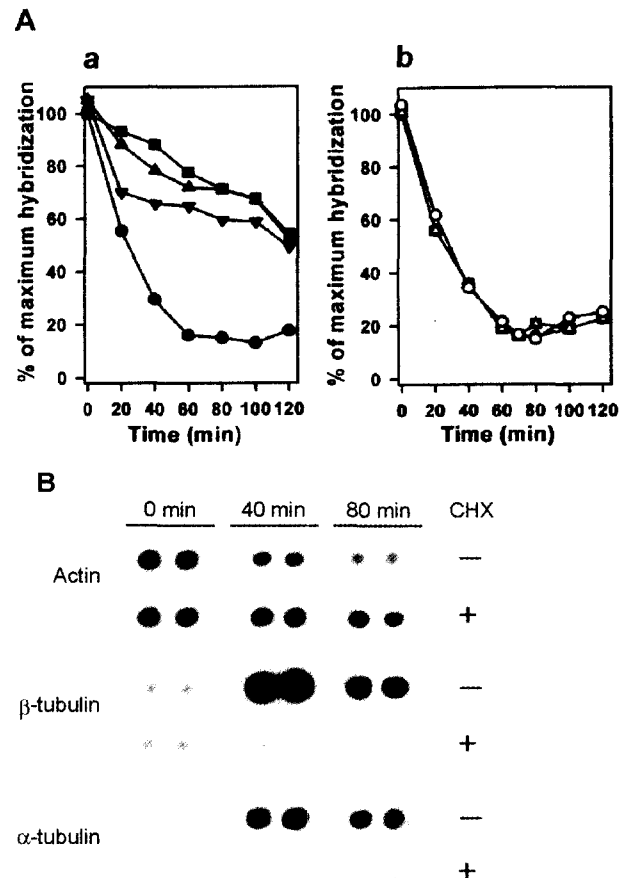 A
a
b
% of maximum hybridization
100
80
60
40
20
0
0 20 40 60 80 100 120
Time (min)
% of maximum hybridization
100
80
60
40
20
0
0 20 40 60 80 100 120
Time (min)
B
0 min 40 min 80 min CHX
Actin
—
+
β-tubulin
—
+
α-tubulin
—
+